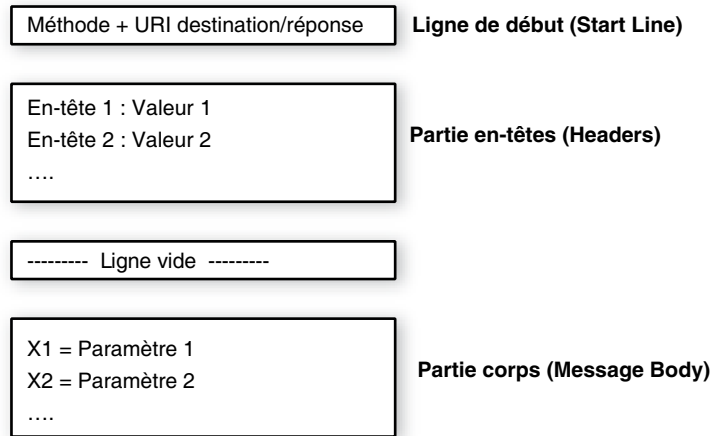 Méthode + URI destination/réponse
Ligne de début (Start Line)
En-tête 1 : Valeur 1
En-tête 2 : Valeur 2
….
Partie en-têtes (Headers)
--------- Ligne vide ---------
X1 = Paramètre 1
X2 = Paramètre 2
….
Partie corps (Message Body)